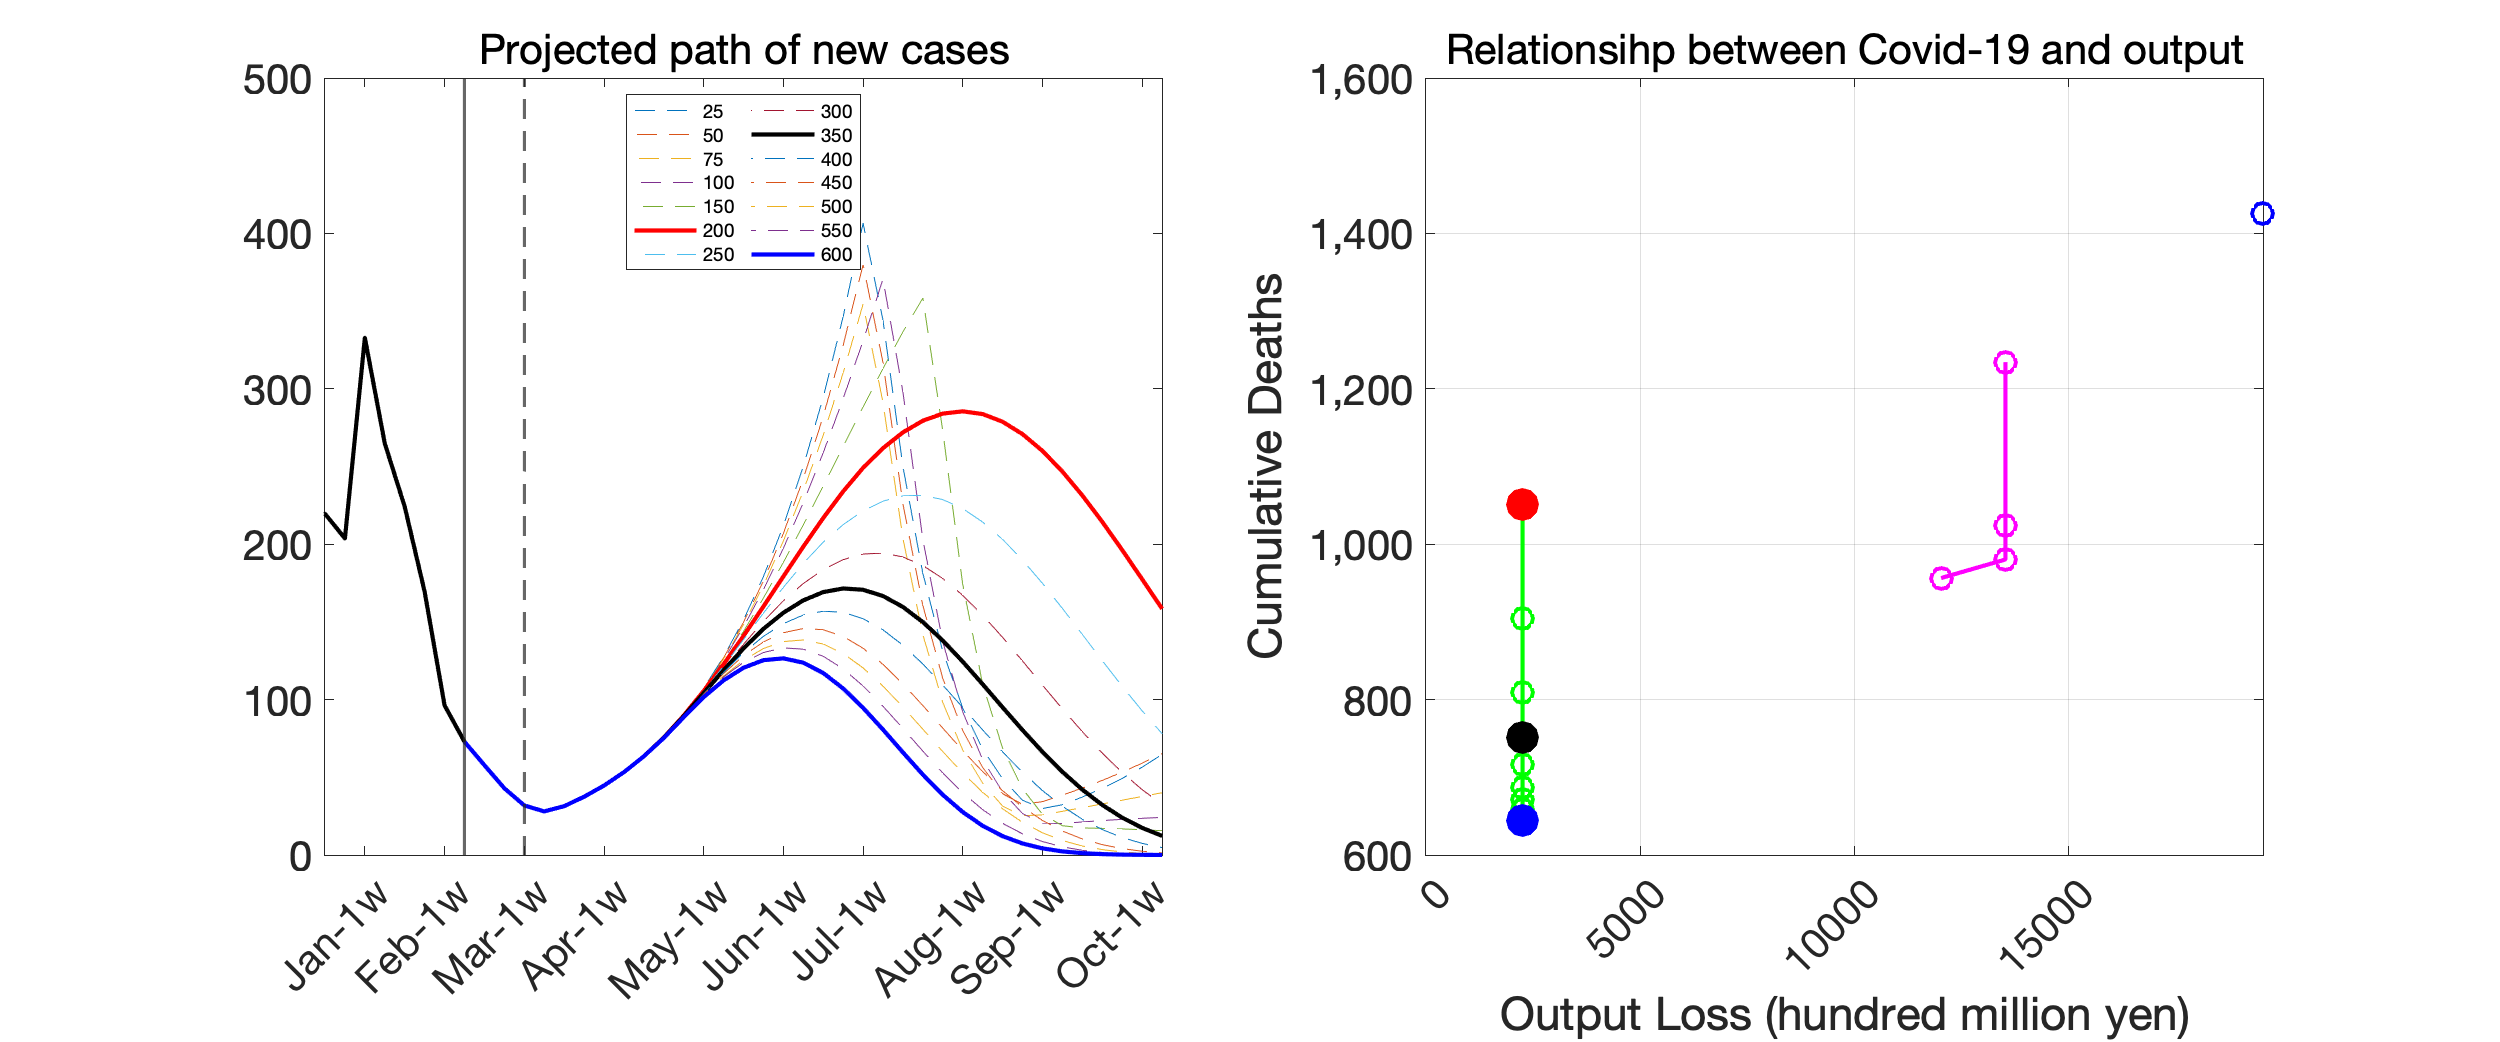 Projected path of new cases
500
400
300
200
100
0
25
50
75
100
150
200
250
300
350
400
450
500
550
600
Jan-1w
Feb-1w
Mar-1w
Apr-1w
May-1w
Jun-1w
Jul-1w
Aug-1w
Sep-1w
Oct-1w
Relationsihp between Covid-19 and output
Cumulative Deaths
1,600
1,400
1,200
1,000
800
600
0
5000
10000
15000
Output Loss (hundred million yen)